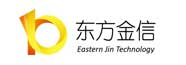 东方金信
Eastern Jin Technology